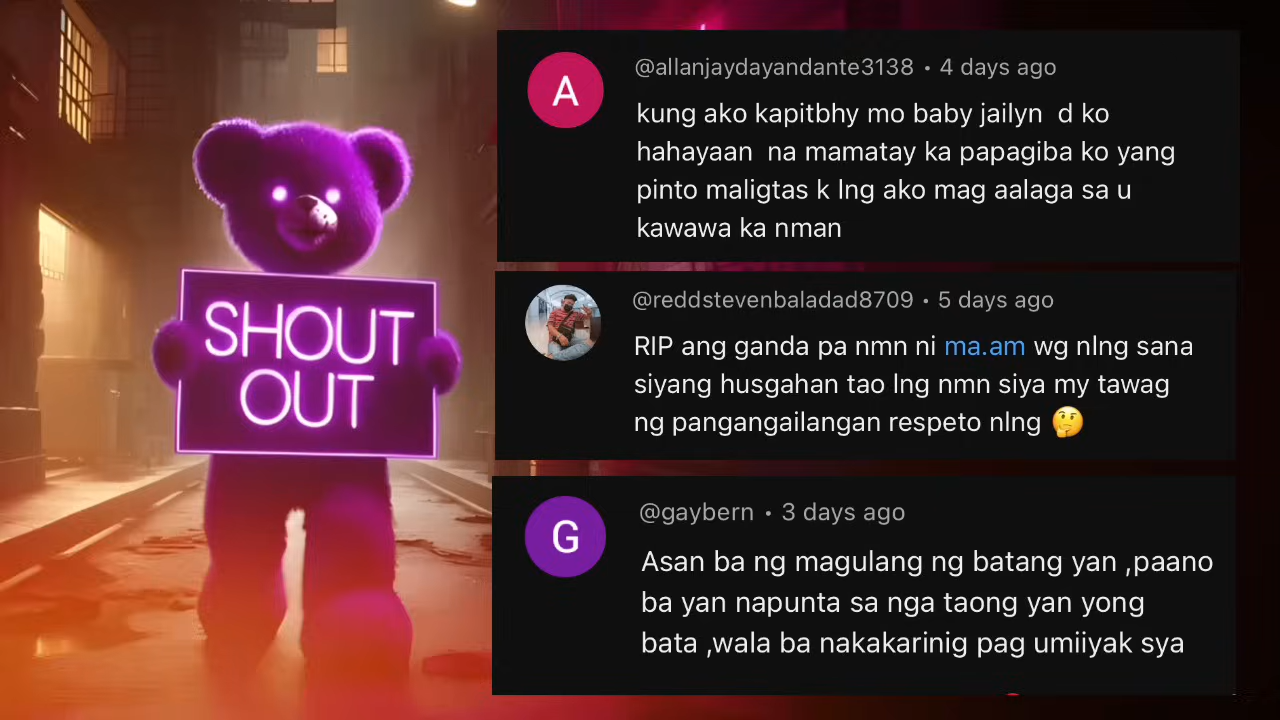 SHOUT
OUT
A
@allanjaydayandante3138 • 4 days ago
kung ako kapitbhy mo baby jailyn d ko
hahayaan na mamatay ka papagiba ko yang
pinto maligtas k lng ako mag aalaga sa u
kawawa ka nman
@reddstevenbaladad8709 • 5 days ago
RIP ang ganda pa nmn ni ma.am wg nlng sana
siyang husgahan tao lng nmn siya my tawag
ng pangangailangan respeto nlng 🤔
G
@gaybern • 3 days ago
Asan ba ng magulang ng batang yan ,paano
ba yan napunta sa nga taong yan yong
bata ,wala ba nakakarinig pag umiiyak sya